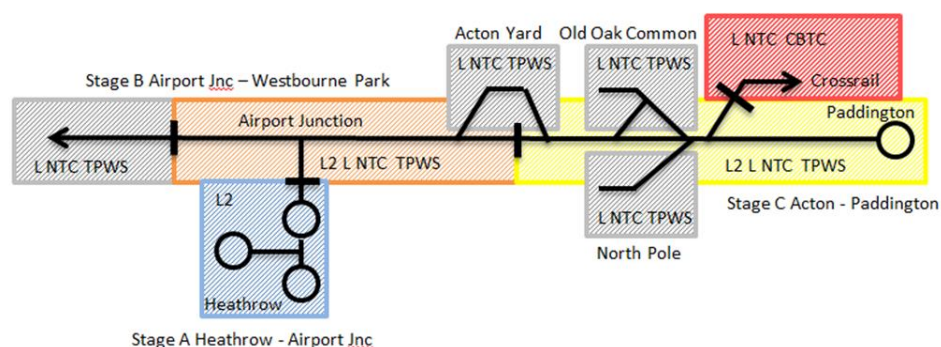 L NTC CBTC
Acton Yard
Old Oak Common
L NTC TPWS
L NTC TPWS
Crossrail
Stage B Airport Jnc – Westbourne Park
Paddington
Airport Junction
L NTC TPWS
L2 L NTC TPWS
L2 L NTC TPWS
L2
L NTC TPWS
Stage C Acton - Paddington
North Pole
Heathrow
Stage A Heathrow - Airport Jnc